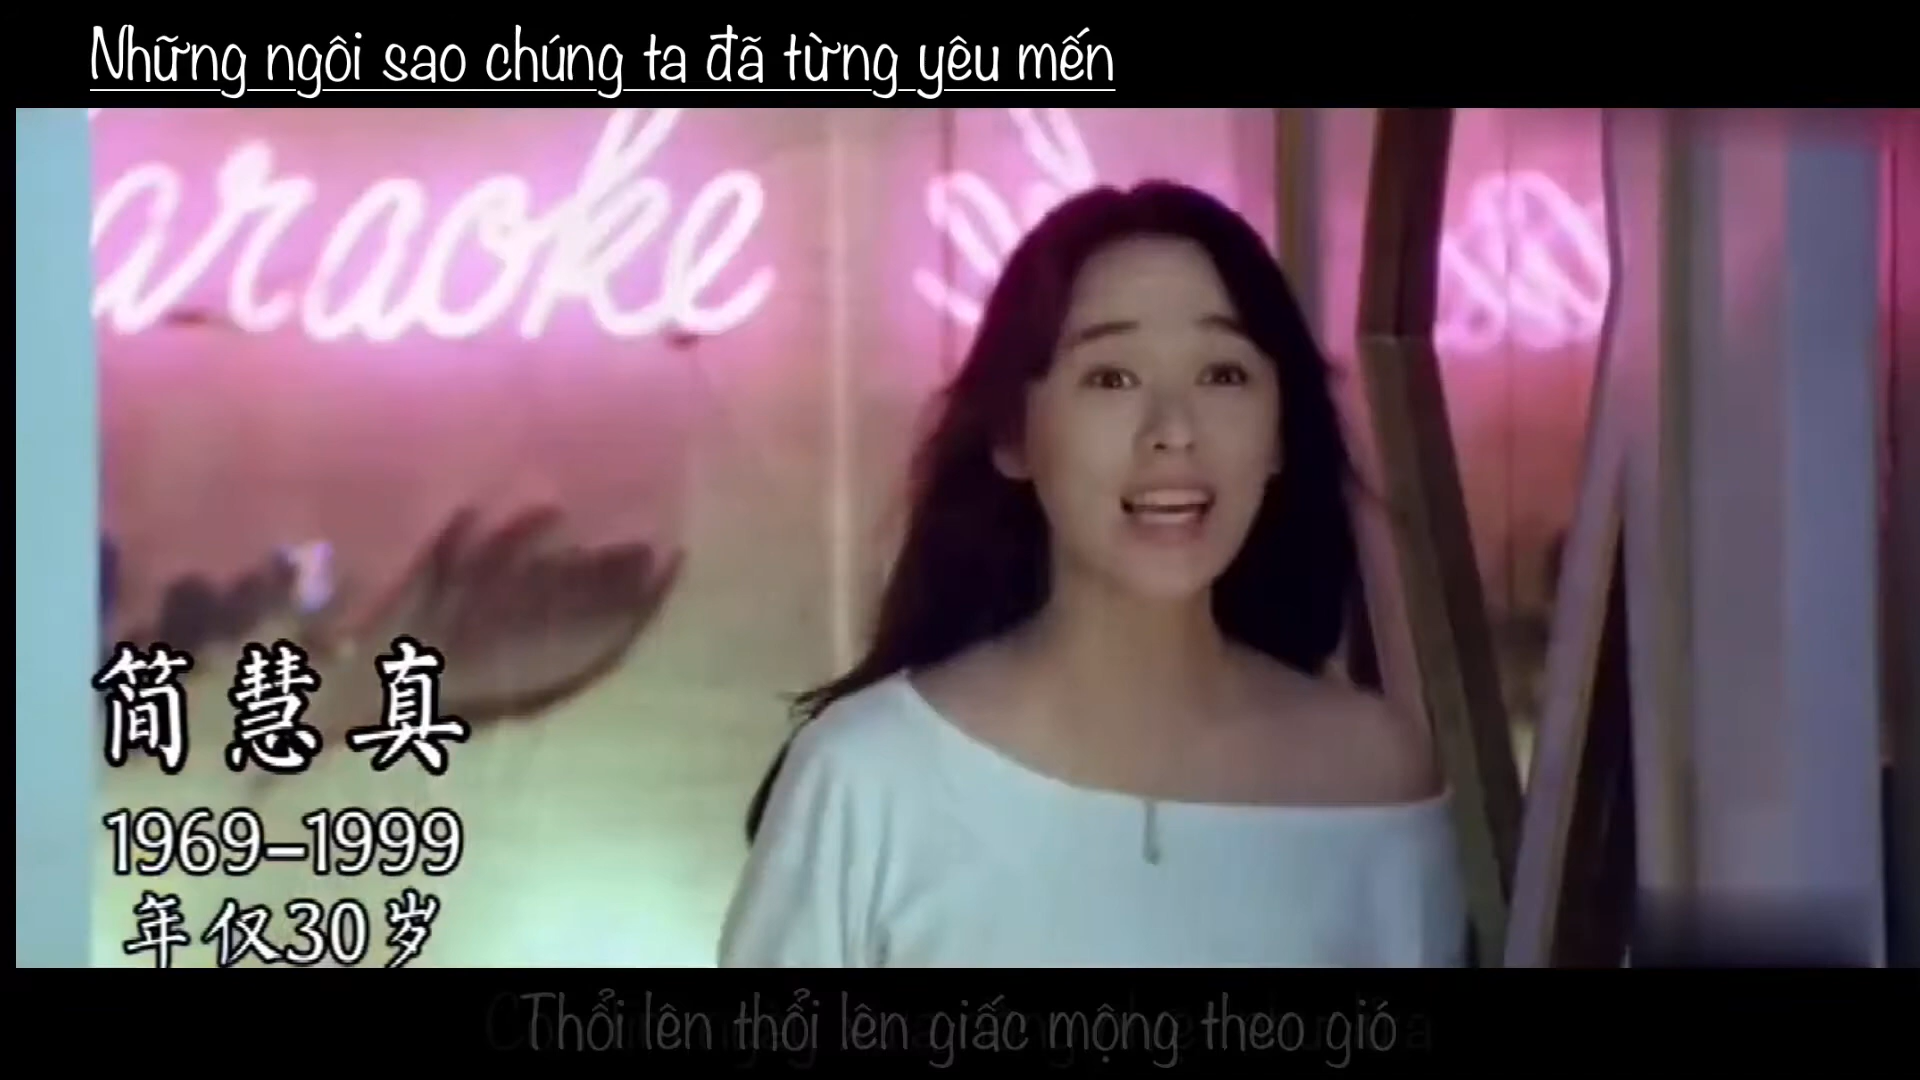 Những ngôi sao chúng ta đã từng yêu mến
araoke
简慧真
1969-1999
年仅30岁
Thổi lên thổi lên giấc mộng theo gió